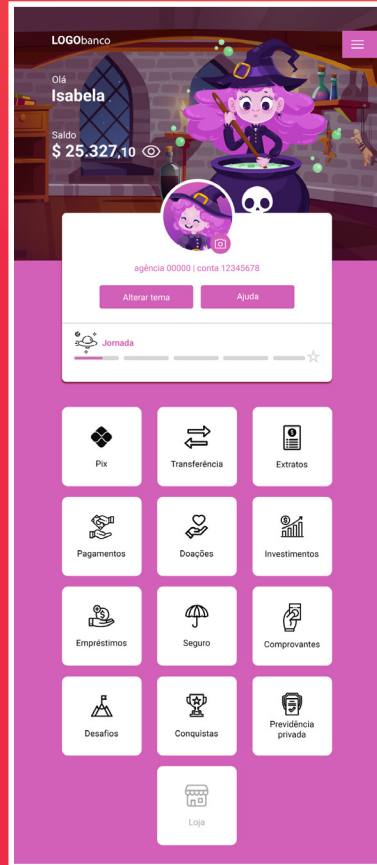 LOGObanco
Olá
Isabela
Saldo
$ 25.327,10
agência 00000 | conta 12345678
Alterar tema
Ajuda
Jornada
Pix
Transferência
Extratos
Pagamentos
Doações
Investimentos
Empréstimos
Seguro
Comprovantes
Desafios
Conquistas
Previdência
privada
Loja